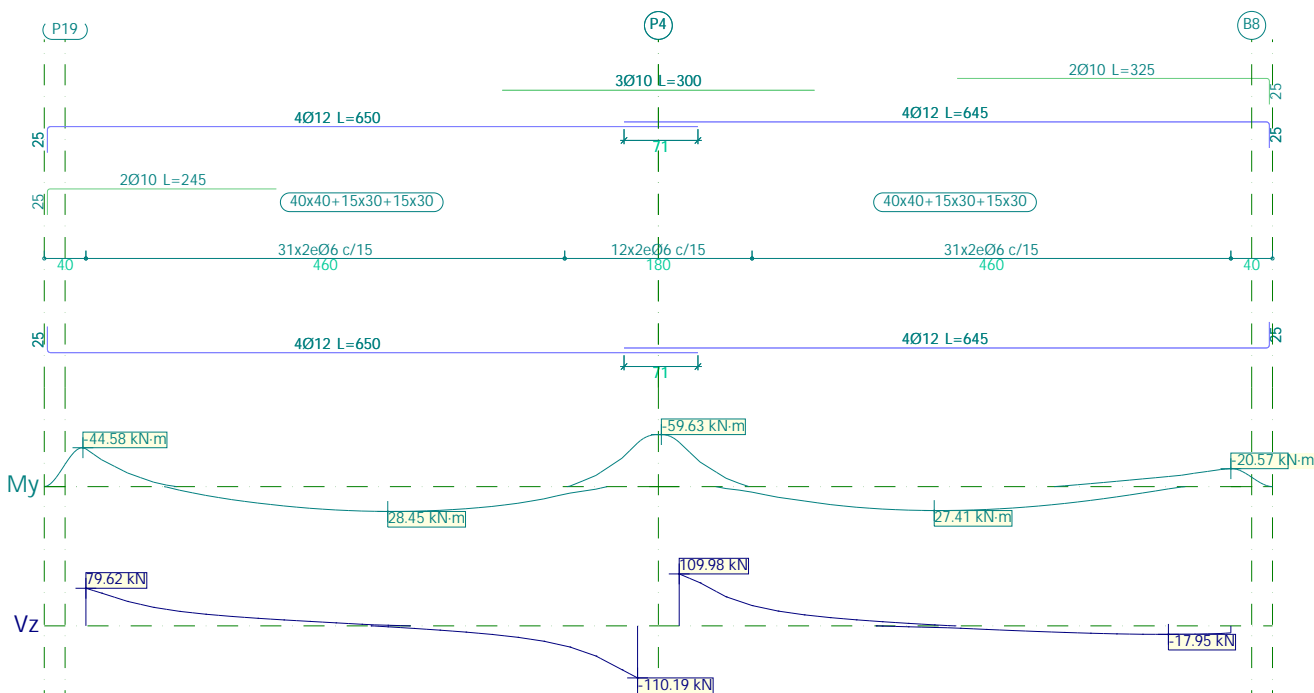 P19
P4
B8
2Ø10 L=325
25
3Ø10 L=300
4Ø12 L=650
4Ø12 L=645
25
71
25
2Ø10 L=245
25
40x40+15x30+15x30
40x40+15x30+15x30
31x2eØ6 c/15
12x2eØ6 c/15
31x2eØ6 c/15
40
460
180
460
40
25
4Ø12 L=650
4Ø12 L=645
25
71
-44.58 kN·m
-59.63 kN·m
-20.57 kN·m
My
28.45 kN·m
27.41 kN·m
79.62 kN
109.98 kN
Vz
-17.95 kN
-110.19 kN